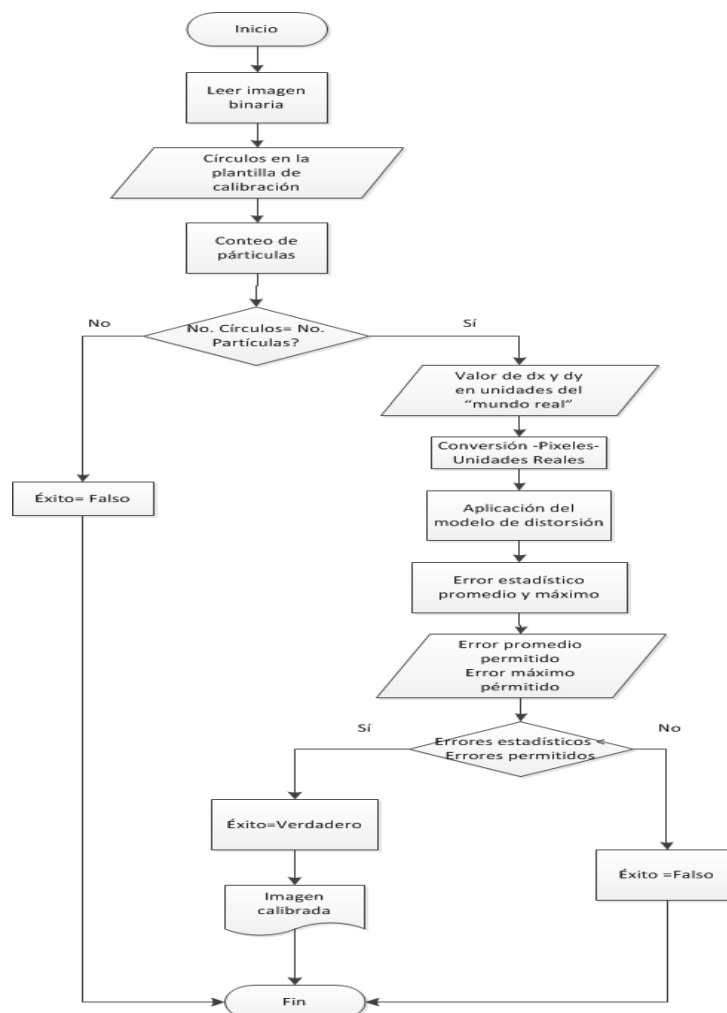 Inicio
Leer imagen
binaria
Círculos en la
plantilla de
calibración
Conteo de
párticulas
No
No. Círculos= No.
Partículas?
Sí
Valor de dx y dy
en unidades del
“mundo real”
Conversión -Pixeles-
Unidades Reales
Éxito= Falso
Aplicación del
modelo de distorsión
Error estadístico
promedio y máximo
Error promedio
permitido
Error máximo
pérmitido
Sí
Errores estadísticos <
Errores permitidos
No
Éxito=Verdadero
Éxito =Falso
Imagen
calibrada
Fin